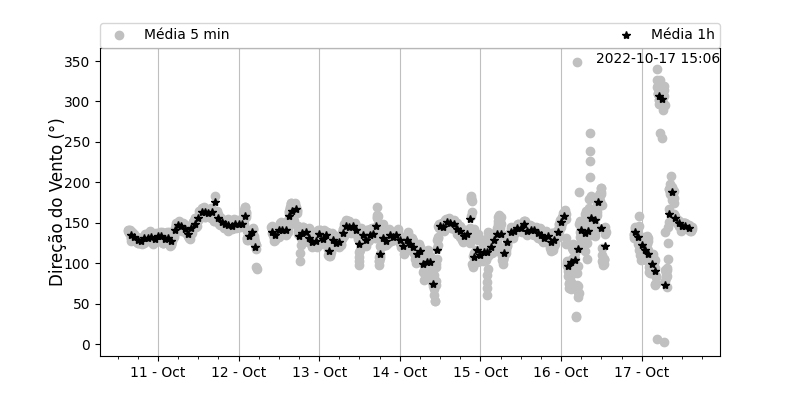 Média 5 min
Média 1h
2022-10-17 15:06
Direção do Vento (°)
350
300
250
200
150
100
50
0
11 - Oct
12 - Oct
13 - Oct
14 - Oct
15 - Oct
16 - Oct
17 - Oct